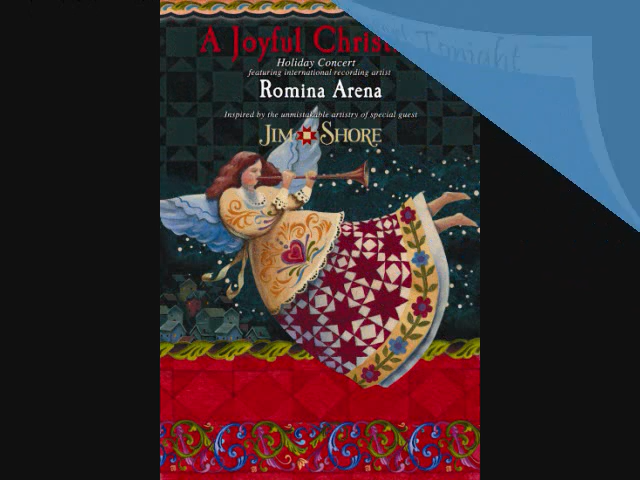 A Joyful Christ
Tonight
Holiday Concert
featuring international recording artist
Romina Arena
Inspired by the unmistakable artistry of special guest
JIM SHORE